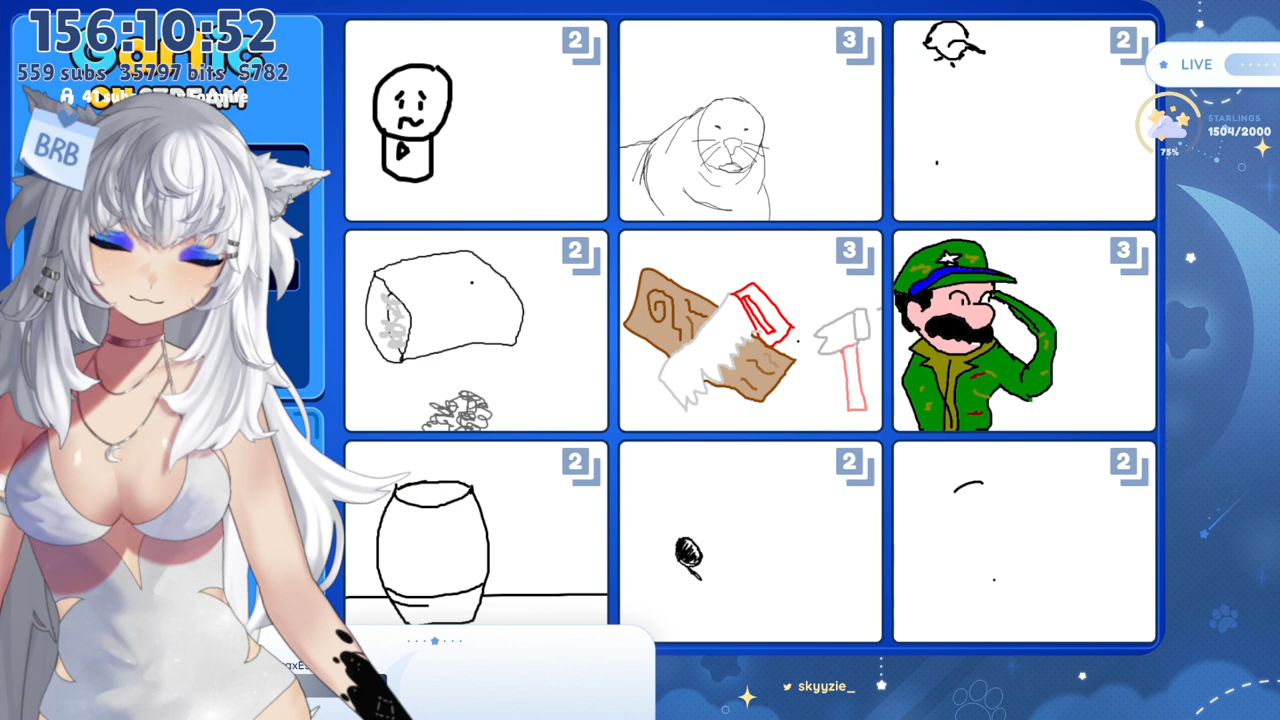 156:10:52
559 subs 35797 bits $782
BRB
2
3
2
LIVE
STARLINGS
1504/2000
75%
2
3
3
2
2
2
skyyzie_